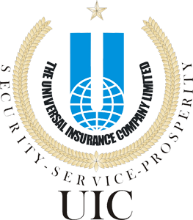 THE UNIVERSAL INSURANCE COMPANY LIMITED
SECURITY-SERVICE-PROSPERITY
UIC